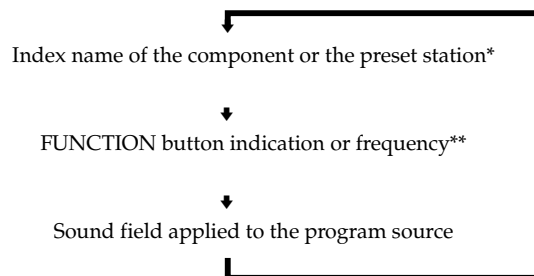 Index name of the component or the preset station*
FUNCTION button indication or frequency**
Sound field applied to the program source